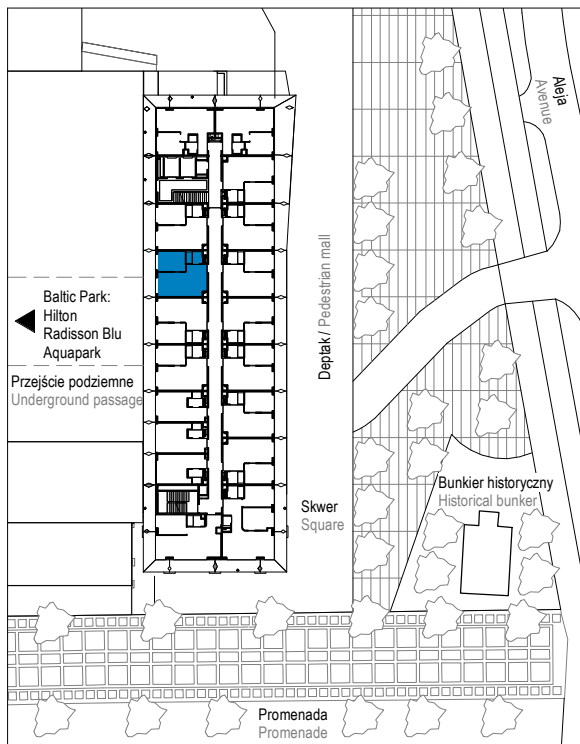 Aleja
Avenue
Deptak / Pedestrian mall
Baltic Park:
Hilton
Radisson Blu
Aquapark
Przejście podziemne
Underground passage
Bunkier historyczny
Historical bunker
Skwer
Square
Promenada
Promenade